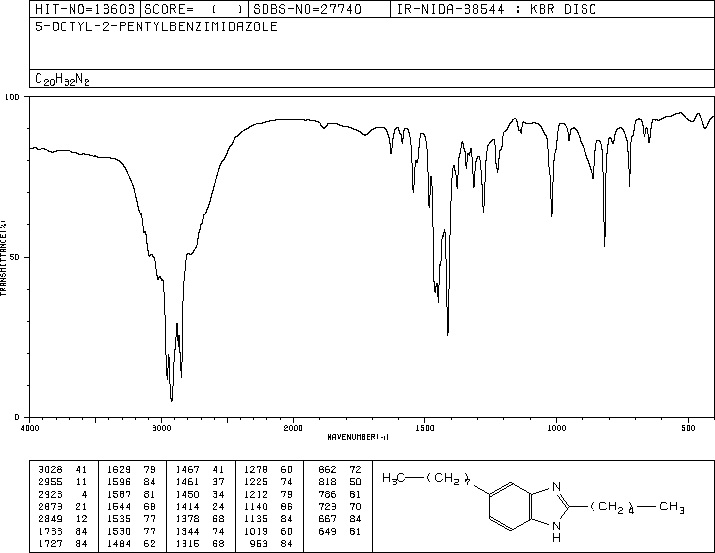 HIT-NO=13603 SCORE= ( ) SDBS-NO=27740 IR-NIDA-38544 : KBR DISC
5-OCTYL-2-PENTYLBENZIMIDAZOLE
C20H32N2
100
TRANSMITTANCE(%)
50
0
4000 3000 2000 1500 1000 500
WAVENUMBER(-1)
3028 41 1629 79 1467 41 1278 60 862 72
2955 11 1596 84 1461 37 1225 74 818 50
2923 4 1587 81 1450 34 1212 79 786 81
2873 21 1544 68 1414 24 1140 86 723 70
2849 12 1535 77 1378 68 1135 84 667 84
1733 84 1530 77 1344 74 1019 60 649 81
1727 84 1484 62 1316 68 953 84
H3C—(CH2)7
N
(CH2)4—CH3
N
H